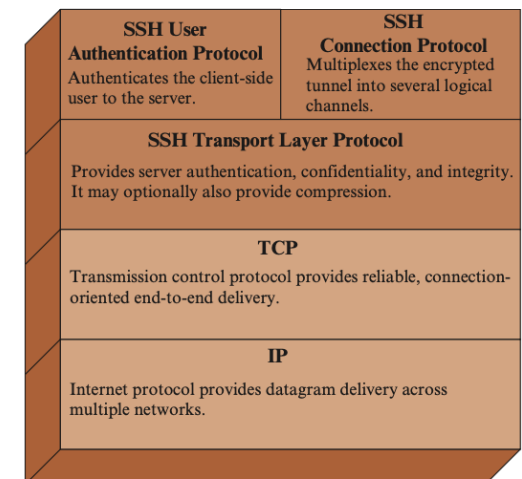 SSH User
Authentication Protocol
Authenticates the client-side
user to the server.
SSH
Connection Protocol
Multiplexes the encrypted
tunnel into several logical
channels.
SSH Transport Layer Protocol
Provides server authentication, confidentiality, and integrity.
It may optionally also provide compression.
TCP
Transmission control protocol provides reliable, connection-
oriented end-to-end delivery.
IP
Internet protocol provides datagram delivery across
multiple networks.